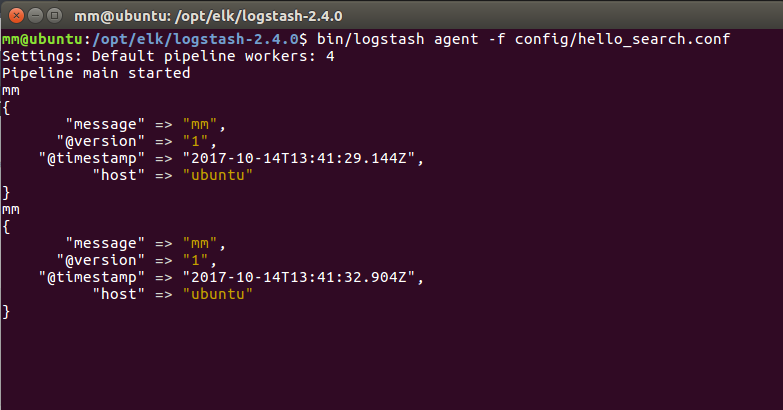 mm@ubuntu: /opt/elk/logstash-2.4.0
mm@ubuntu:/opt/elk/logstash-2.4.0$ bin/logstash agent -f config/hello_search.conf
Settings: Default pipeline workers: 4
Pipeline main started
mm
{
       "message" => "mm",
      "@version" => "1",
    "@timestamp" => "2017-10-14T13:41:29.144Z",
          "host" => "ubuntu"
}
mm
{
       "message" => "mm",
      "@version" => "1",
    "@timestamp" => "2017-10-14T13:41:32.904Z",
          "host" => "ubuntu"
}